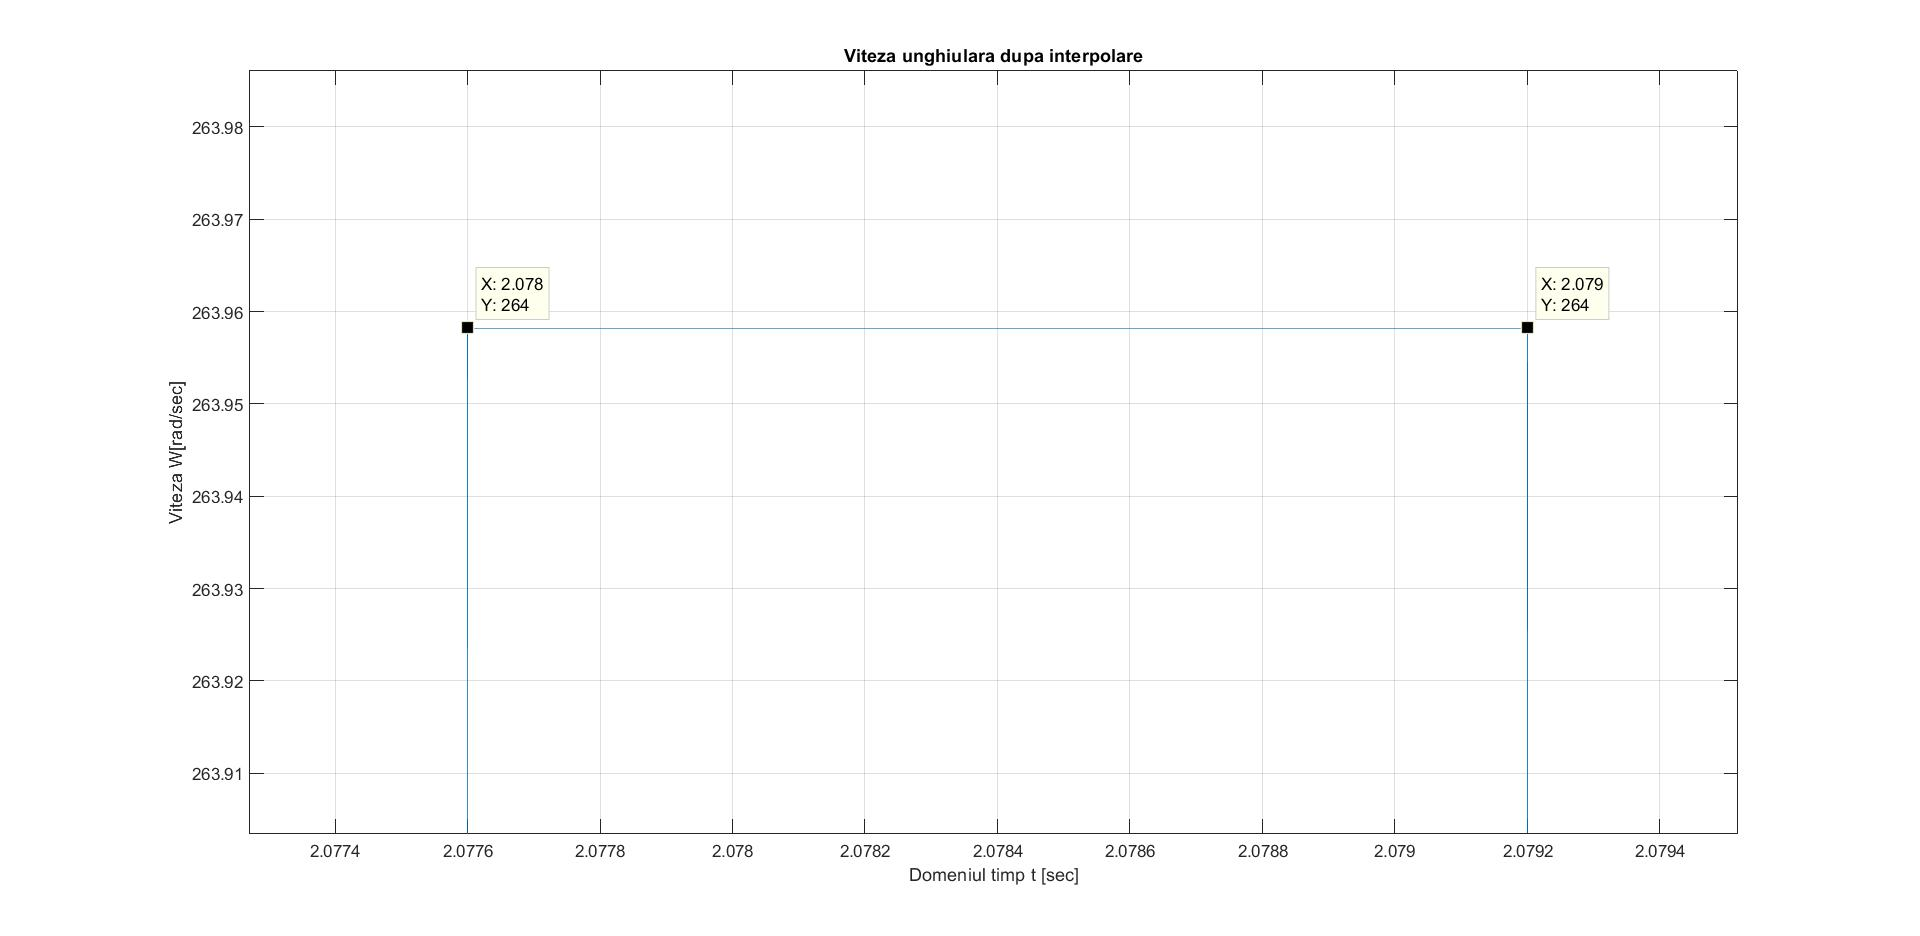 Viteza unghiulara dupa interpolare
263.98
263.97
263.96
263.95
263.94
263.93
263.92
263.91
Viteza W[rad/sec]
X: 2.078
Y: 264
X: 2.079
Y: 264
2.0774
2.0776
2.0778
2.078
2.0782
2.0784
2.0786
2.0788
2.079
2.0792
2.0794
Domeniul timp t [sec]